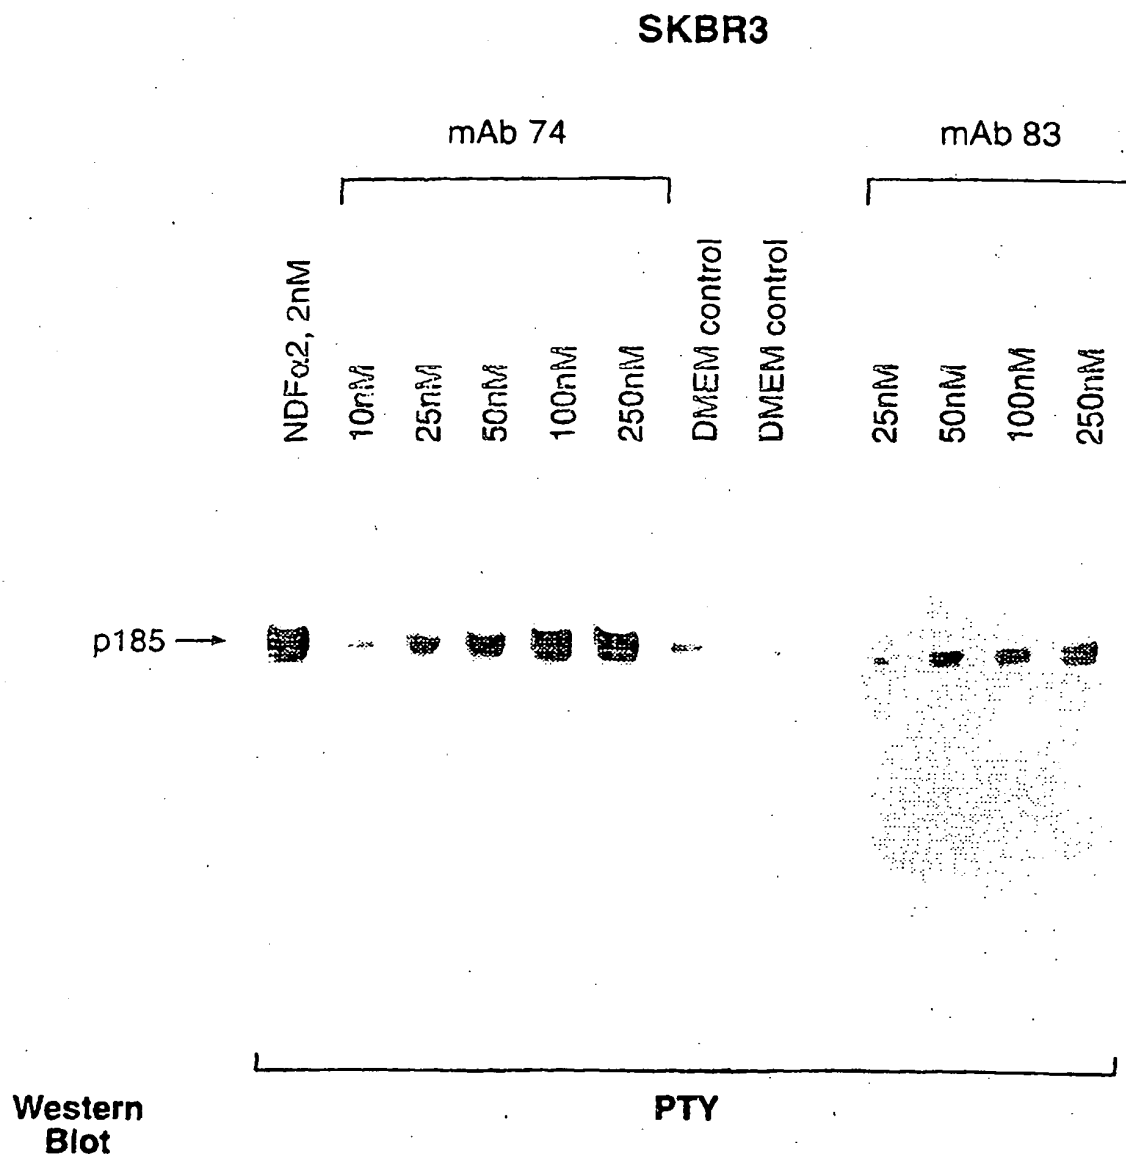 SKBR3
mAb 74
mAb 83
NDFα2, 2nM
10nM
25nM
50nM
100nM
250nM
DMEM control
DMEM control
25nM
50nM
100nM
250nM
p185
PTY
Western
Blot